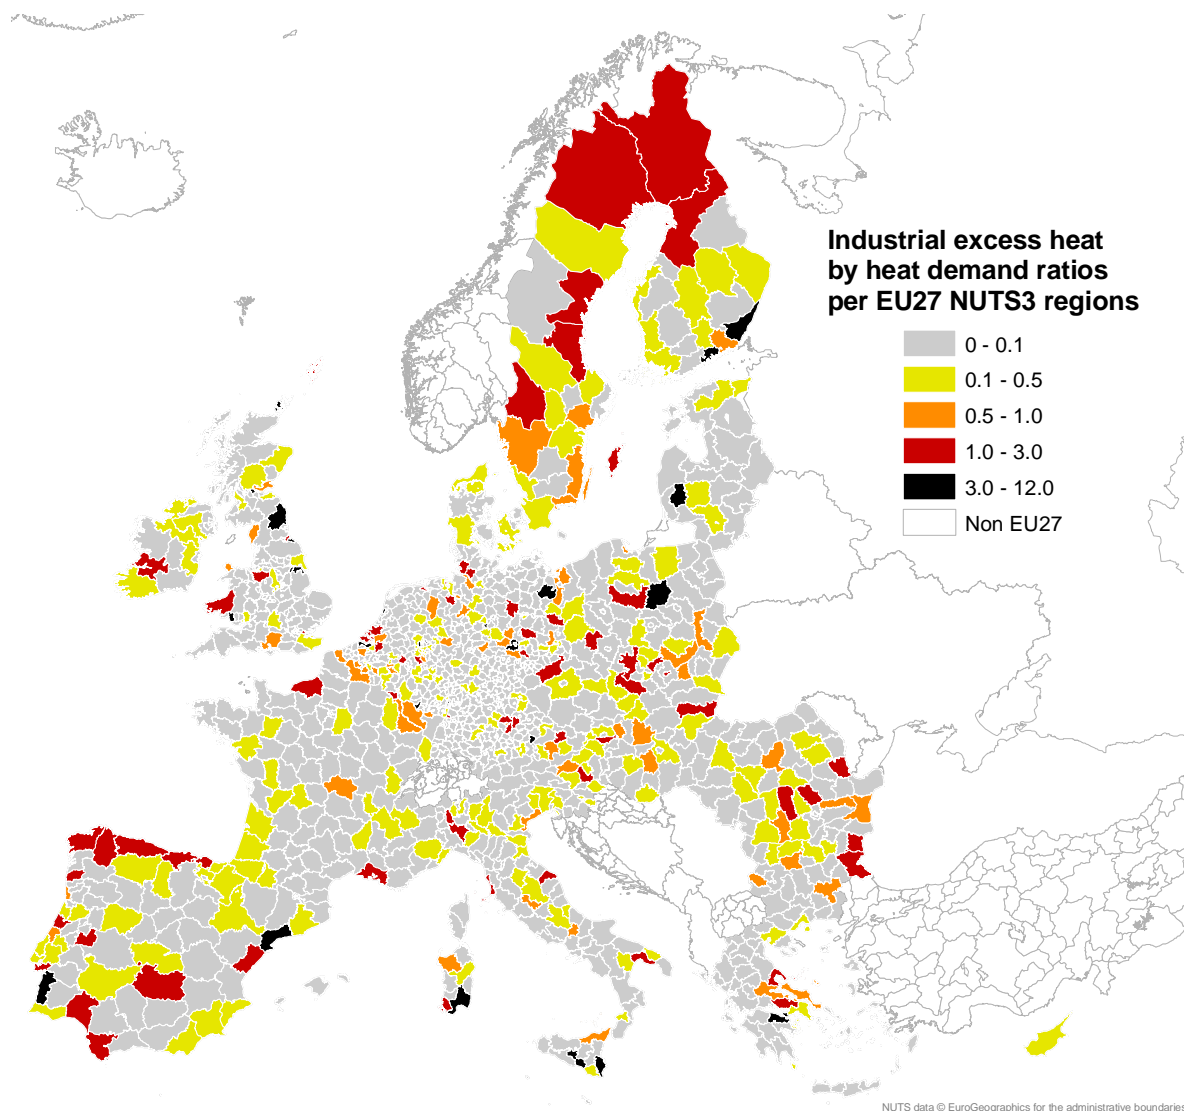 Industrial excess heat
by heat demand ratios
per EU27 NUTS3 regions
0 - 0.1
0.1 - 0.5
0.5 - 1.0
1.0 - 3.0
3.0 - 12.0
Non EU27
NUTS data © EuroGeographics for the administrative boundaries